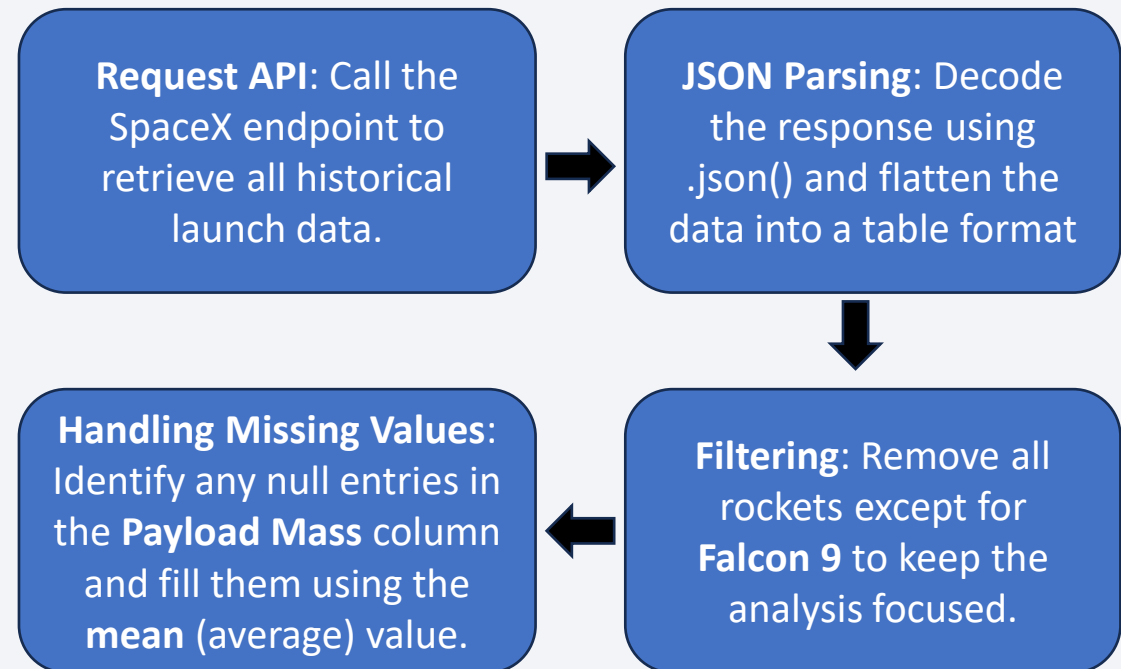 Request API: Call the
SpaceX endpoint to
retrieve all historical
launch data.
JSON Parsing: Decode
the response using
.json() and flatten the
data into a table format
Filtering: Remove all
rockets except for
Falcon 9 to keep the
analysis focused.
Handling Missing Values:
Identify any null entries in
the Payload Mass column
and fill them using the
mean (average) value.